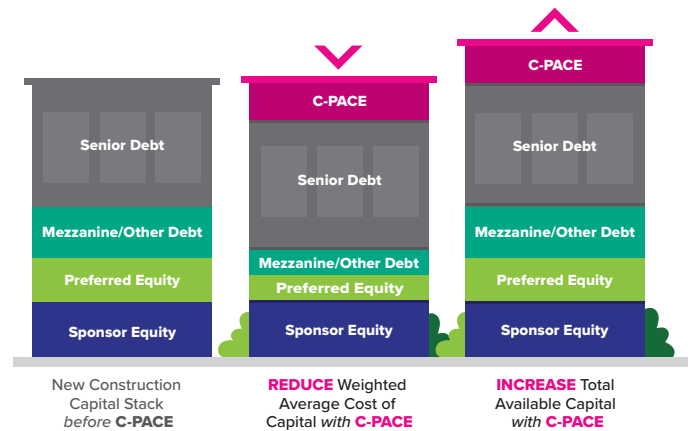 Senior Debt
Mezzanine/Other Debt
Preferred Equity
Sponsor Equity
New Construction
Capital Stack
before C-PACE
C-PACE
Senior Debt
Mezzanine/Other Debt
Preferred Equity
Sponsor Equity
REDUCE Weighted
Average Cost of
Capital with C-PACE
C-PACE
Senior Debt
Mezzanine/Other Debt
Preferred Equity
Sponsor Equity
INCREASE Total
Available Capital
with C-PACE